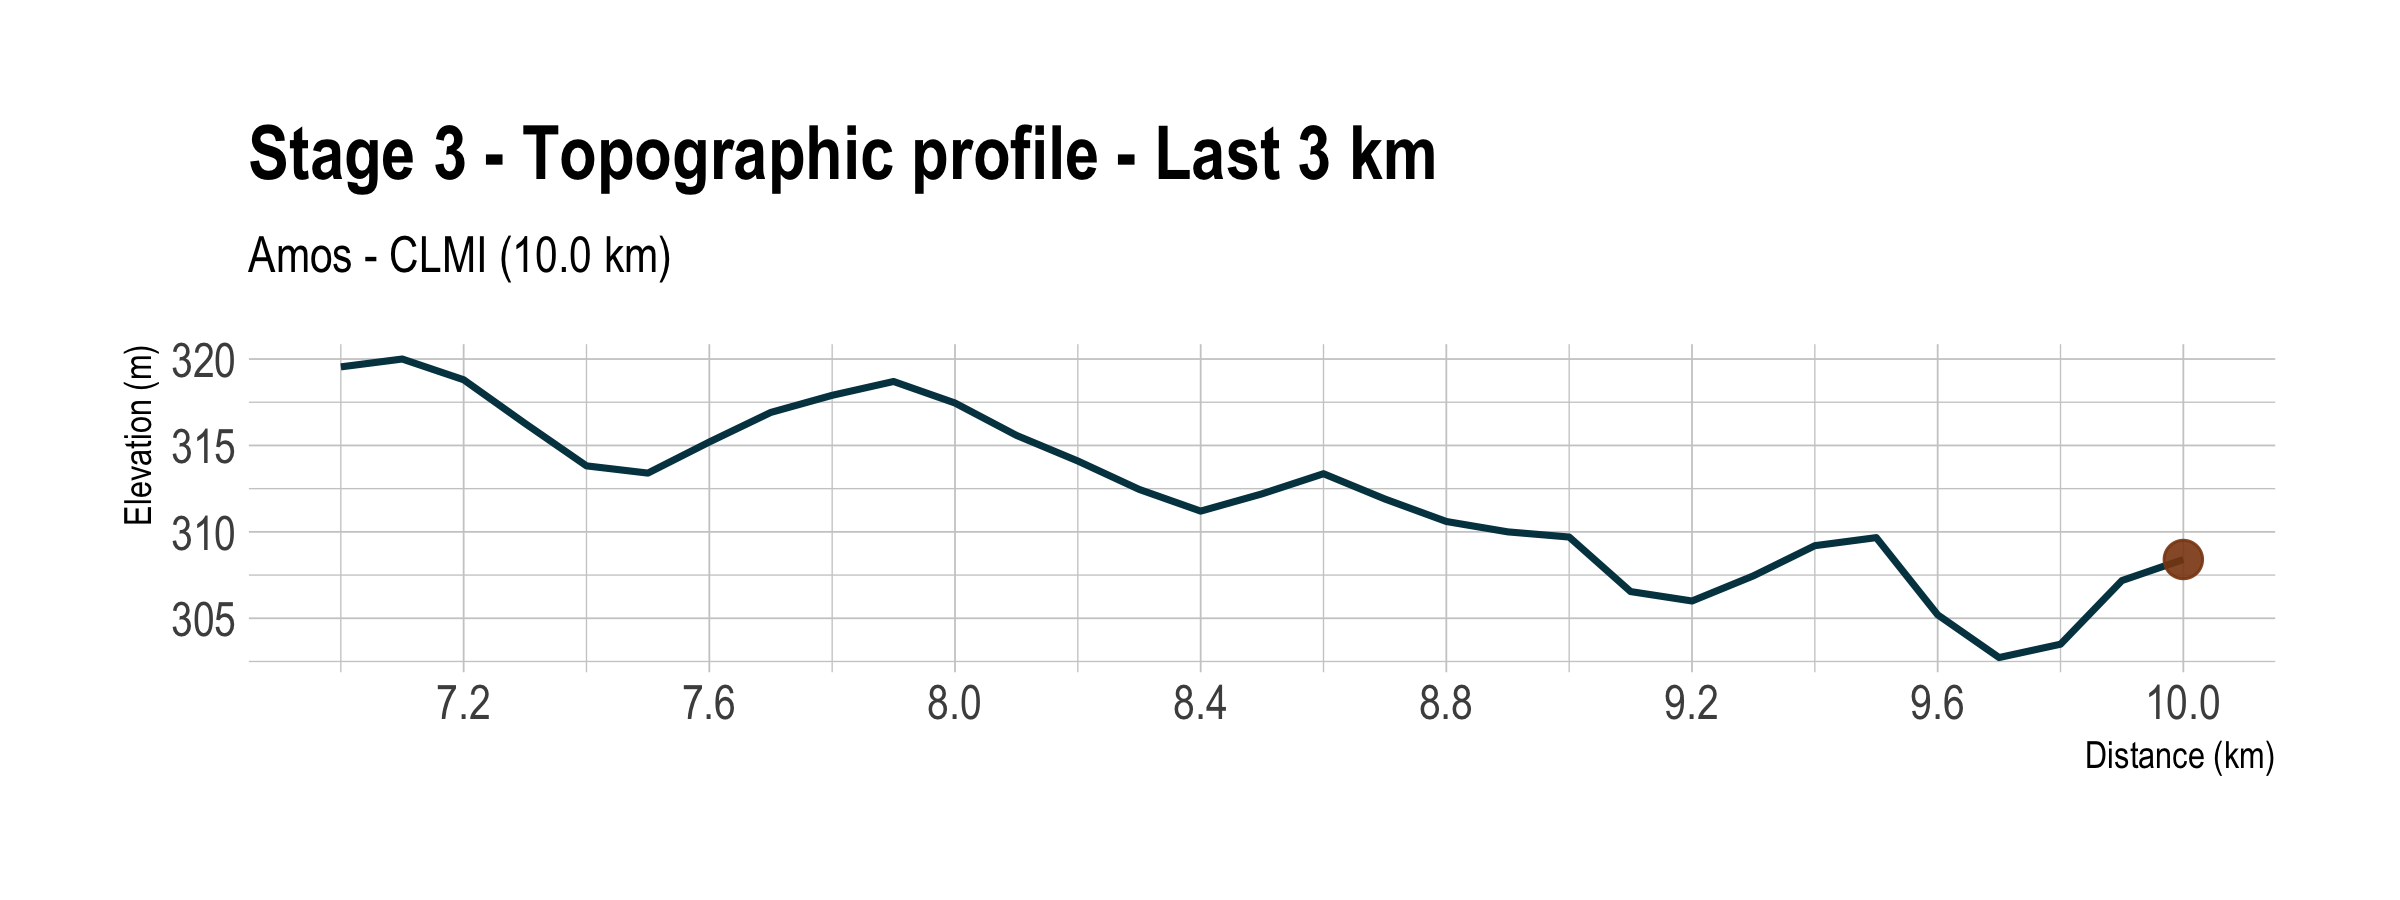 Stage 3 - Topographic profile - Last 3 km
Amos - CLMI (10.0 km)
Elevation (m)
320
315
310
305
7.2 7.6 8.0 8.4 8.8 9.2 9.6 10.0
Distance (km)